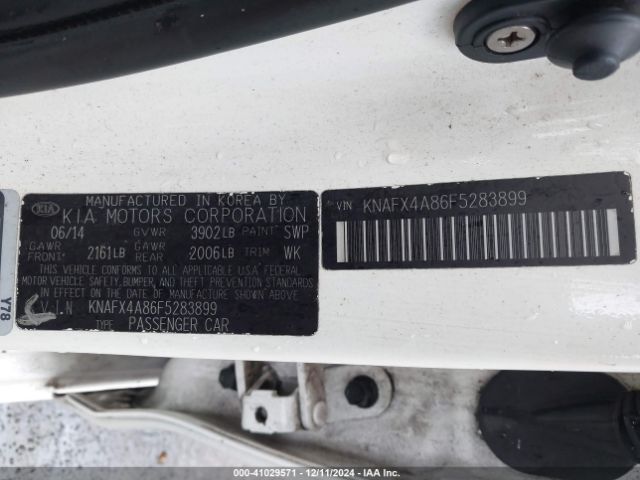 MANUFACTURED IN KOREA BY
KIA KIA MOTORS CORPORATION
06/14 GVWR 3902LB PAINT SWP
GAWR FRONT 2161LB GAWR REAR 2006LB TRIM WK
THIS VEHICLE CONFORMS TO ALL APPLICABLE U.S.A FEDERAL
MOTOR VEHICLE SAFETY, BUMPER, AND THEFT PREVENTION STANDARDS
IN EFFECT ON THE DATE OF MANUFACTURE SHOWN ABOVE.
V.I.N KNAFX4A86F5283899
TYPE PASSENGER CAR
VIN KNAFX4A86F5283899
Y78
000-41029571 - 12/11/2024 - IAA Inc.